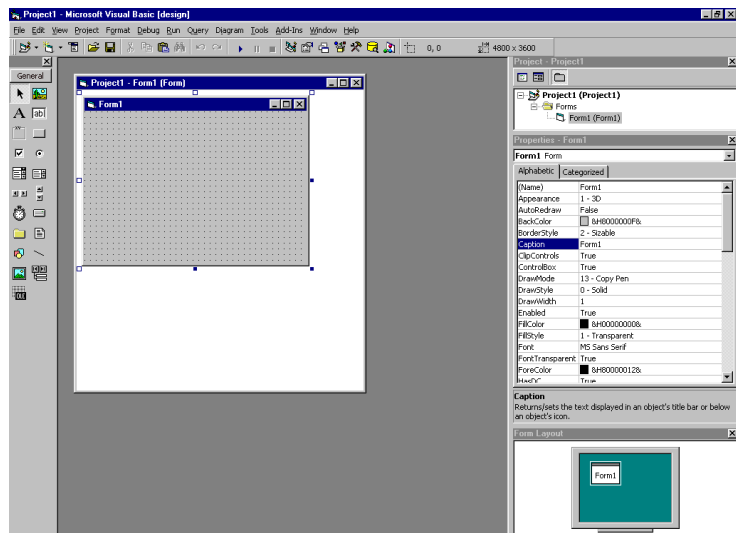 Project1 - Microsoft Visual Basic [design]
File Edit View Project Format Debug Run Query Diagram Tools Add-Ins Window Help
0, 0
4800 x 3600
General
A
ab
Project1 - Form1 (Form)
Form1
Project - Project1
Project1 (Project1)
Forms
Form1 (Form1)
Properties - Form1
Form1 Form
Alphabetic Categorized
(Name) Form1
Appearance 1 - 3D
AutoRedraw False
BackColor &H8000000F&
BorderStyle 2 - Sizable
Caption Form1
ClipControls True
ControlBox True
DrawMode 13 - Copy Pen
DrawStyle 0 - Solid
DrawWidth 1
Enabled True
FillColor &H00000000&
FillStyle 1 - Transparent
Font MS Sans Serif
FontTransparent True
ForeColor &H80000012&
HasDC True
Caption
Returns/sets the text displayed in an object's title bar or below
an object's icon.
Form Layout
Form1